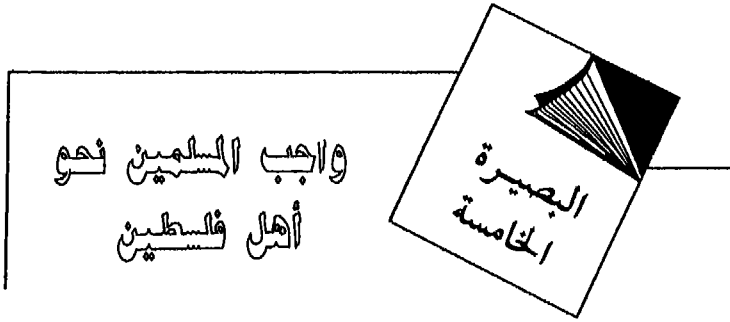 البصيرة
الخامسة
واجب المسلمين نحو
أهل فلسطين